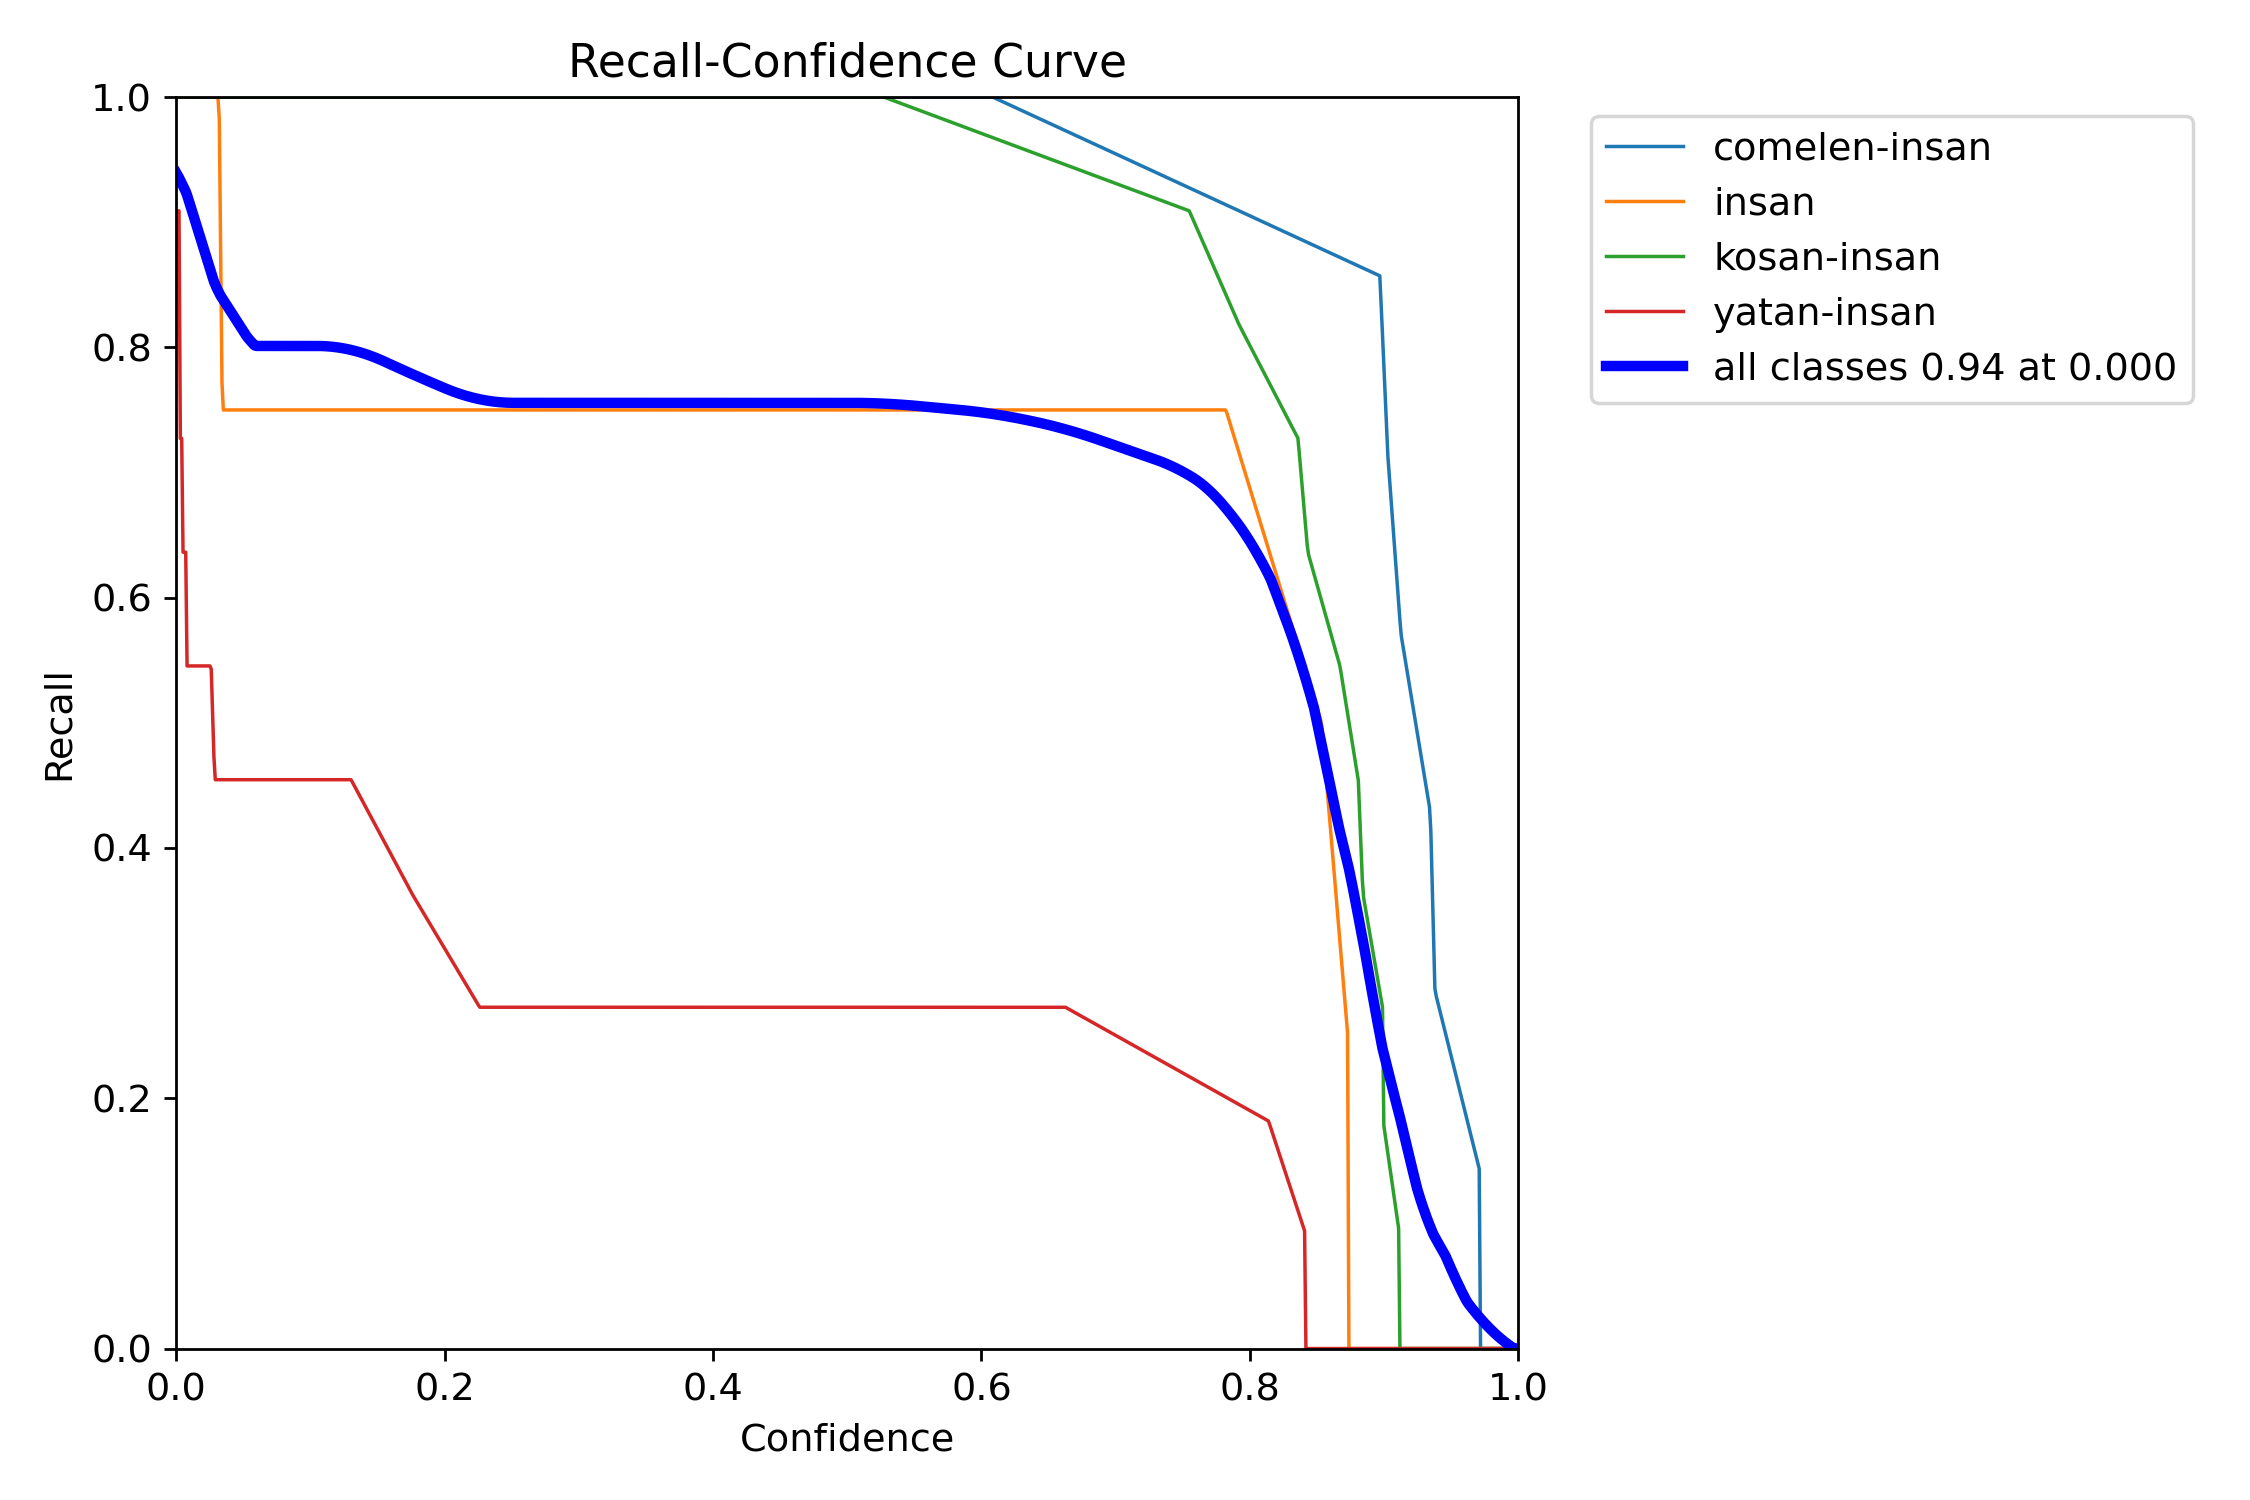 Recall-Confidence Curve
1.0
0.8
0.6
0.4
0.2
0.0
Recall
0.0 0.2 0.4 0.6 0.8 1.0
Confidence
comelen-insan
insan
kosan-insan
yatan-insan
all classes 0.94 at 0.000